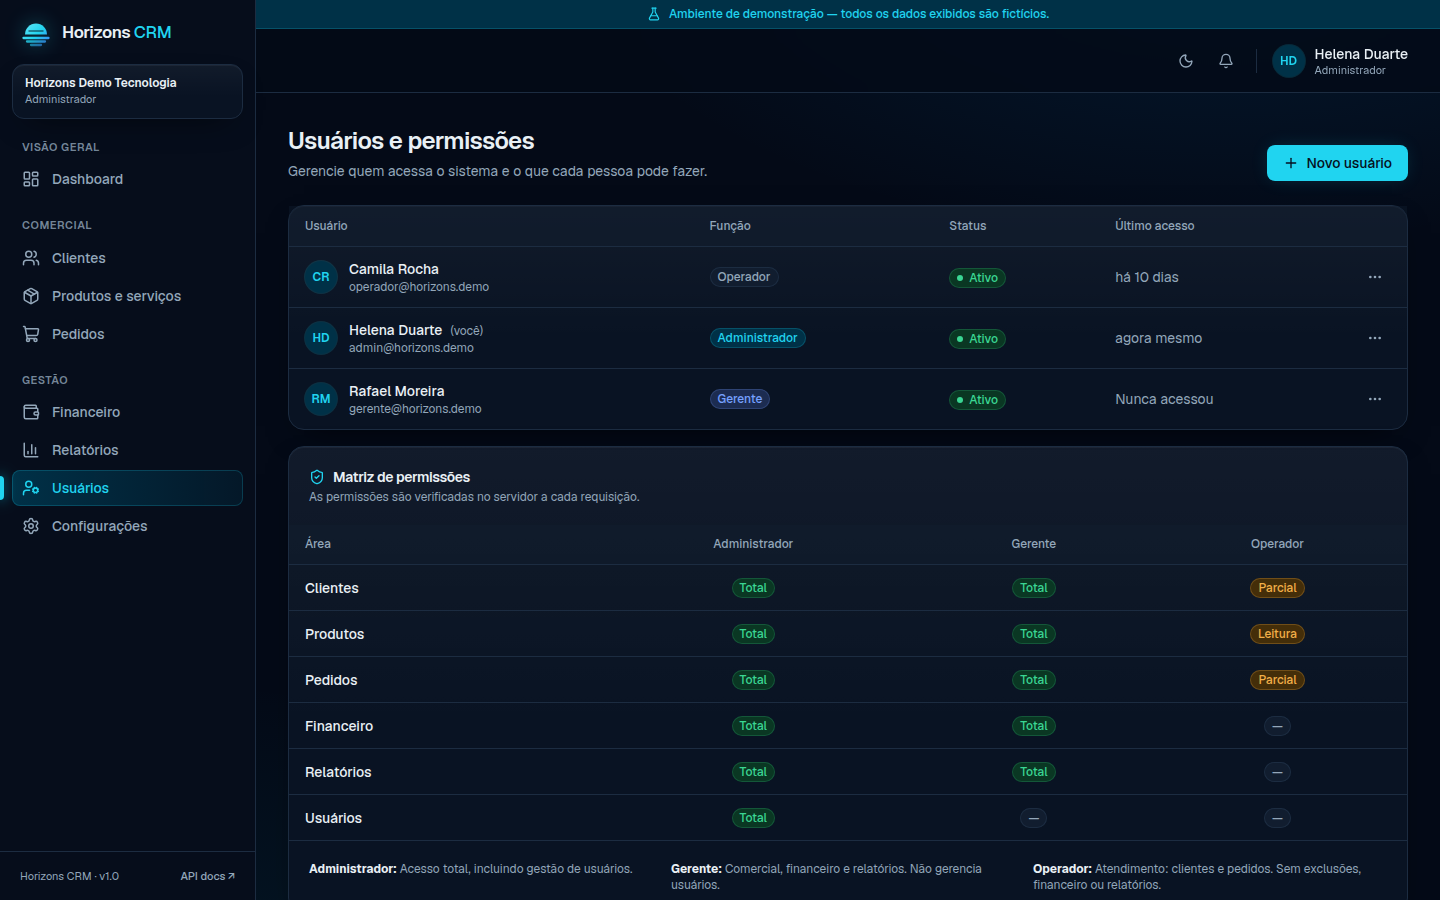 Ambiente de demonstração — todos os dados exibidos são fictícios.
Horizons CRM
Horizons Demo Tecnologia
Administrador
VISÃO GERAL
Dashboard
COMERCIAL
Clientes
Produtos e serviços
Pedidos
GESTÃO
Financeiro
Relatórios
Usuários
Configurações
Horizons CRM · v1.0
API docs
HD
Helena Duarte
Administrador
Usuários e permissões
Gerencie quem acessa o sistema e o que cada pessoa pode fazer.
Novo usuário
Usuário Função Status Último acesso
CR Camila Rocha operador@horizons.demo Operador Ativo há 10 dias
HD Helena Duarte (você) admin@horizons.demo Administrador Ativo agora mesmo
RM Rafael Moreira gerente@horizons.demo Gerente Ativo Nunca acessou
Matriz de permissões
As permissões são verificadas no servidor a cada requisição.
Área Administrador Gerente Operador
Clientes Total Total Parcial
Produtos Total Total Leitura
Pedidos Total Total Parcial
Financeiro Total Total —
Relatórios Total Total —
Usuários Total — —
Administrador: Acesso total, incluindo gestão de usuários.
Gerente: Comercial, financeiro e relatórios. Não gerencia
usuários.
Operador: Atendimento: clientes e pedidos. Sem exclusões,
financeiro ou relatórios.